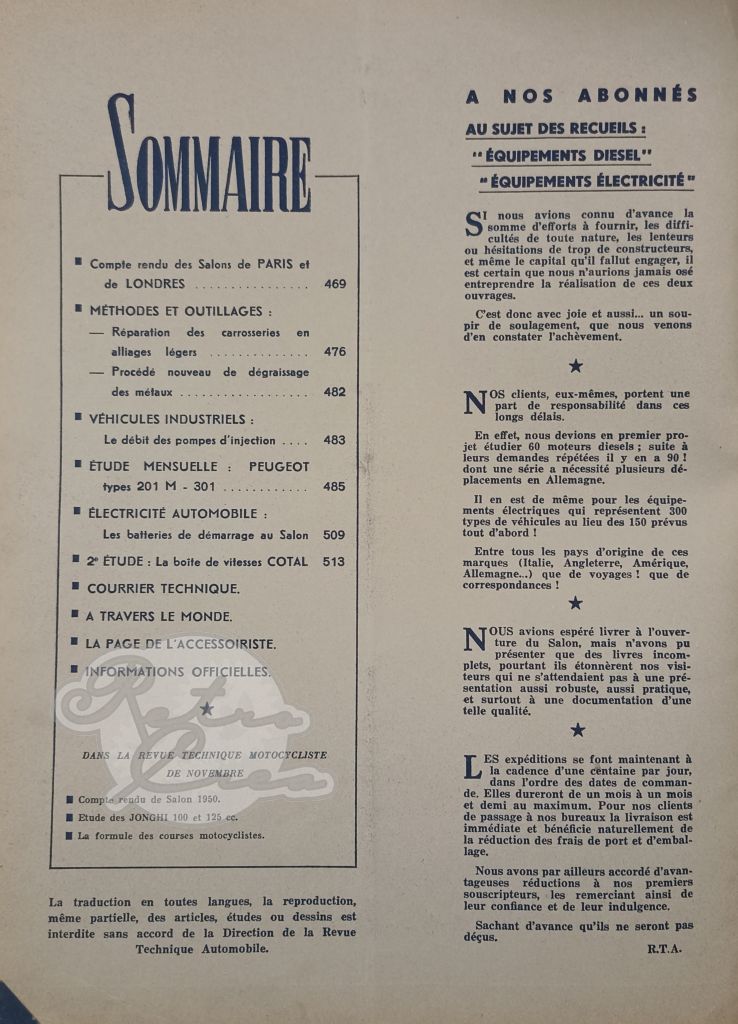 SOMMAIRE
■ Compte rendu des Salons de PARIS et
de LONDRES ................ 469
■ MÉTHODES ET OUTILLAGES :
— Réparation des carrosseries en
alliages légers .............. 476
— Procédé nouveau de dégraissage
des métaux .................. 482
■ VÉHICULES INDUSTRIELS :
Le débit des pompes d'injection .... 483
■ ÉTUDE MENSUELLE : PEUGEOT
types 201 M - 301 ............ 485
■ ÉLECTRICITÉ AUTOMOBILE :
Les batteries de démarrage au Salon 509
■ 2e ÉTUDE : La boîte de vitesses COTAL 513
■ COURRIER TECHNIQUE.
■ A TRAVERS LE MONDE.
■ LA PAGE DE L'ACCESSOIRISTE.
■ INFORMATIONS OFFICIELLES.
★
DANS LA REVUE TECHNIQUE MOTOCYCLISTE
DE NOVEMBRE
■ Compte rendu de Salon 1950.
■ Etude des JONGHI 100 et 125 cc.
■ La formule des courses motocyclistes.
La traduction en toutes langues, la reproduction,
même partielle, des articles, études ou dessins est
interdite sans accord de la Direction de la Revue
Technique Automobile.
A NOS ABONNÉS
AU SUJET DES RECUEILS :
"ÉQUIPEMENTS DIESEL"
"ÉQUIPEMENTS ÉLECTRICITÉ"
SI nous avions connu d'avance la
somme d'efforts à fournir, les diffi-
cultés de toute nature, les lenteurs
ou hésitations de trop de constructeurs,
et même le capital qu'il fallut engager, il
est certain que nous n'aurions jamais osé
entreprendre la réalisation de ces deux
ouvrages.
C'est donc avec joie et aussi... un sou-
pir de soulagement, que nous venons
d'en constater l'achèvement.
★
NOS clients, eux-mêmes, portent une
part de responsabilité dans ces
longs délais.
En effet, nous devions en premier pro-
jet étudier 60 moteurs diesels ; suite à
leurs demandes répétées il y en a 90 !
dont une série a nécessité plusieurs dé-
placements en Allemagne.
Il en est de même pour les équipe-
ments électriques qui représentent 300
types de véhicules au lieu des 150 prévus
tout d'abord !
Entre tous les pays d'origine de ces
marques (Italie, Angleterre, Amérique,
Allemagne...) que de voyages ! que de
correspondances !
★
NOUS avions espéré livrer à l'ouver-
ture du Salon, mais n'avons pu
présenter que des livres incom-
plets, pourtant ils étonnèrent nos visi-
teurs qui ne s'attendaient pas à une pré-
sentation aussi robuste, aussi pratique,
et surtout à une documentation d'une
telle qualité.
★
LES expéditions se font maintenant à
la cadence d'une centaine par jour,
dans l'ordre des dates de comman-
de. Elles dureront de un mois à un mois
et demi au maximum. Pour nos clients
de passage à nos bureaux la livraison est
immédiate et bénéficie naturellement de
la réduction des frais de port et d'embal-
lage.
Nous avons par ailleurs accordé d'avan-
tageuses réductions à nos premiers
souscripteurs, les remerciant ainsi de
leur confiance et de leur indulgence.
Sachant d'avance qu'ils ne seront pas
déçus.
R.T.A.
Retro